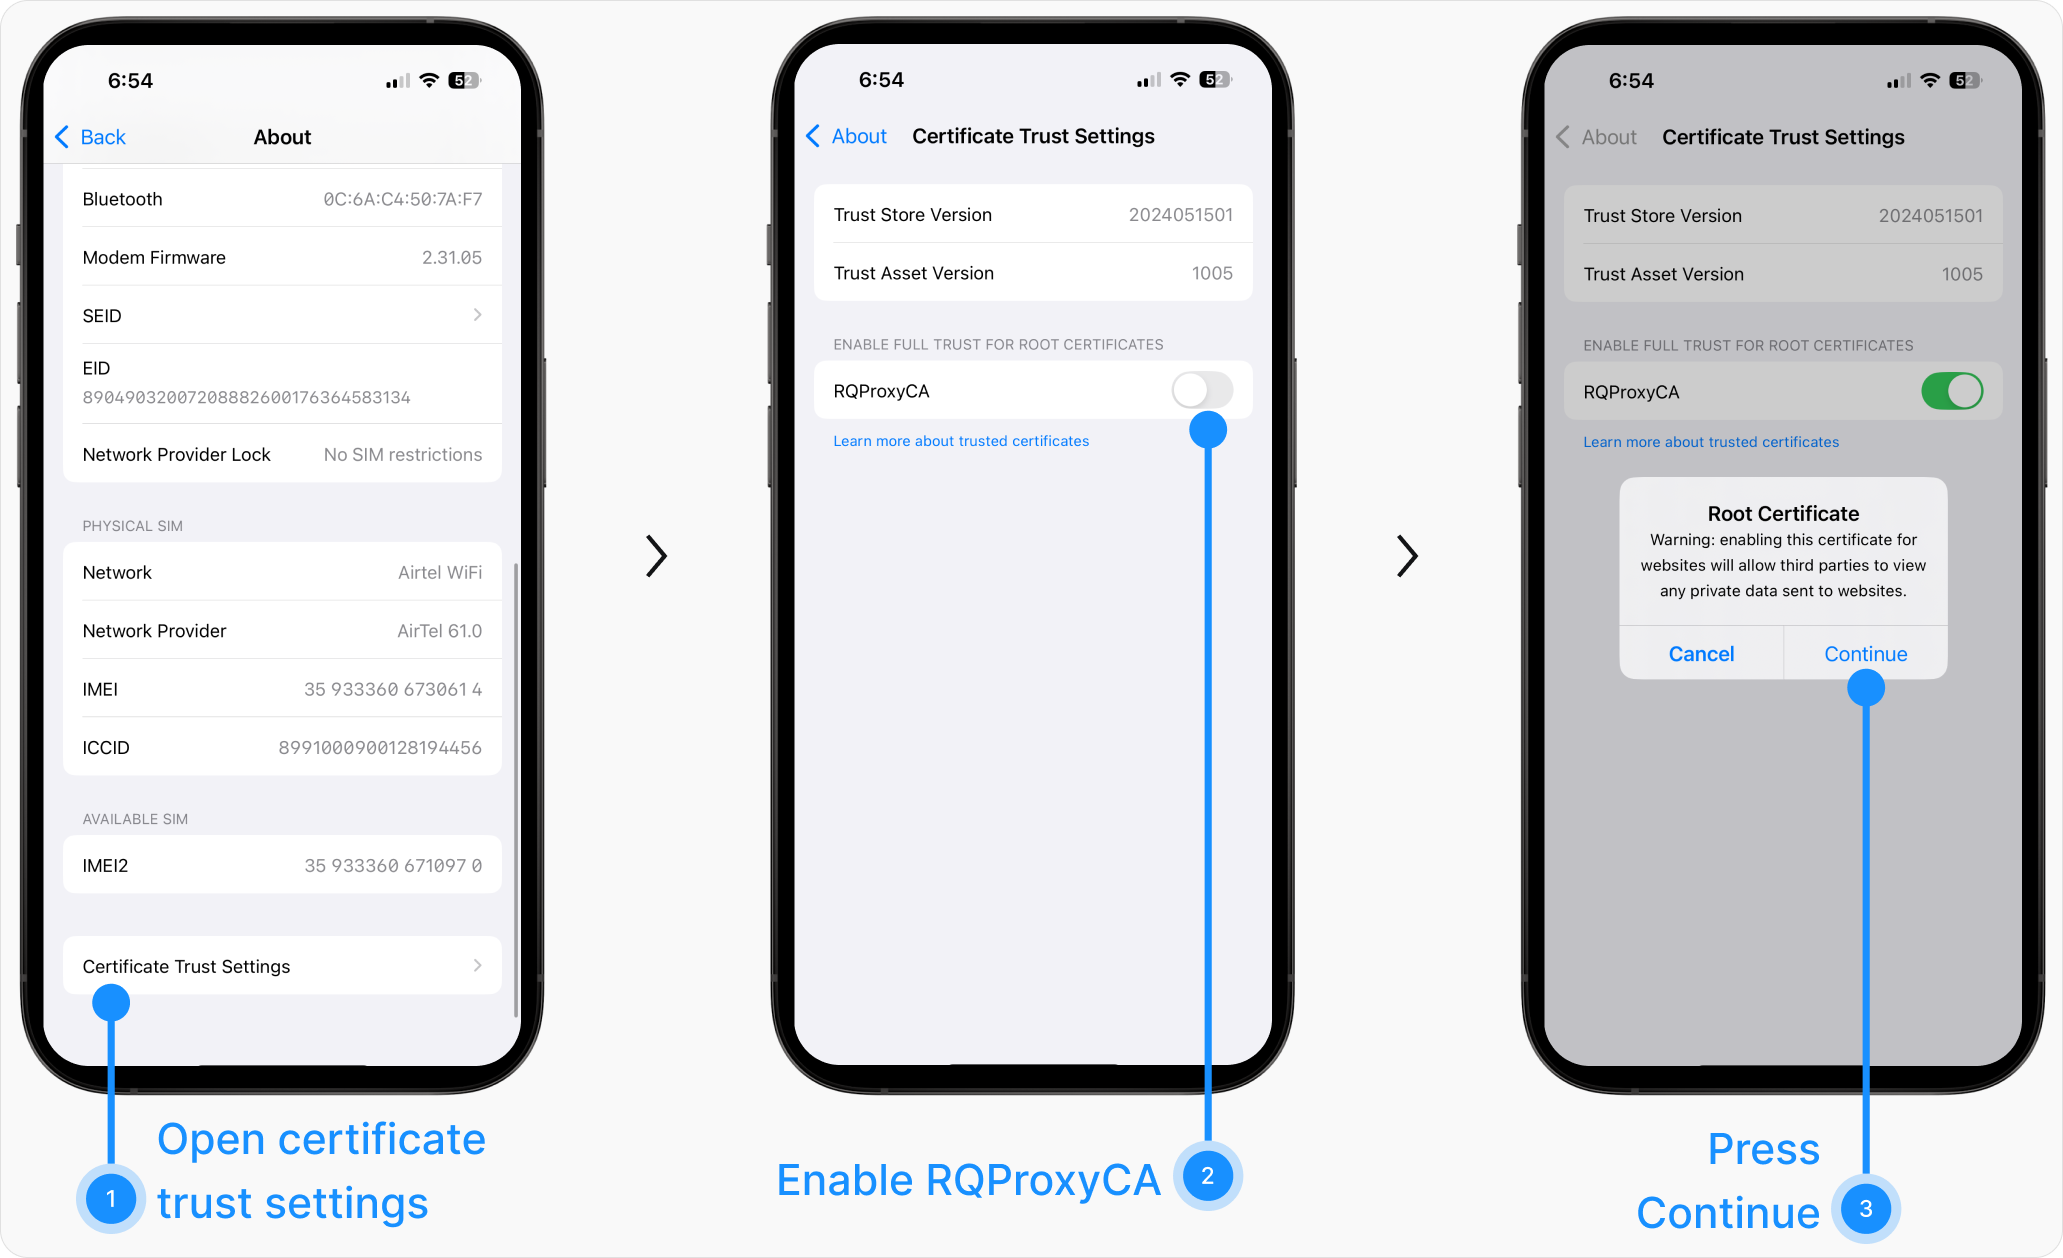 6:54
52
Back
About
Bluetooth 0C:6A:C4:50:7A:F7
Modem Firmware 2.31.05
SEID
EID
89049032007208882600176364583134
Network Provider Lock No SIM restrictions
PHYSICAL SIM
Network Airtel WiFi
Network Provider AirTel 61.0
IMEI 35 933360 673061 4
ICCID 8991000900128194456
AVAILABLE SIM
IMEI2 35 933360 671097 0
Certificate Trust Settings
1
Open certificate
trust settings
6:54
52
About
Certificate Trust Settings
Trust Store Version 2024051501
Trust Asset Version 1005
ENABLE FULL TRUST FOR ROOT CERTIFICATES
RQProxyCA
Learn more about trusted certificates
Enable RQProxyCA
2
6:54
52
About
Certificate Trust Settings
Trust Store Version 2024051501
Trust Asset Version 1005
ENABLE FULL TRUST FOR ROOT CERTIFICATES
RQProxyCA
Learn more about trusted certificates
Root Certificate
Warning: enabling this certificate for
websites will allow third parties to view
any private data sent to websites.
Cancel
Continue
Press
Continue
3